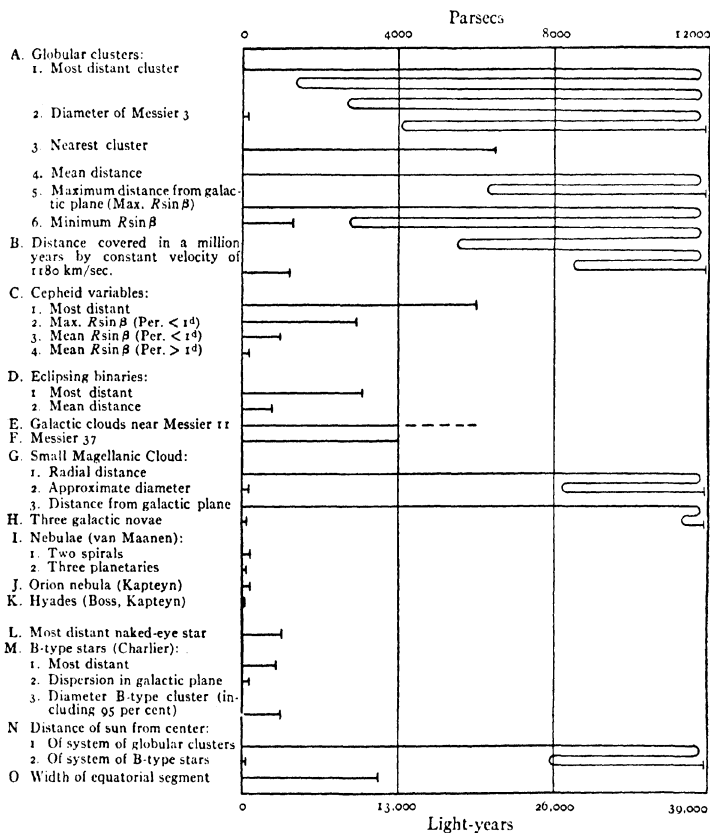 Parsecs
0 4000 8000 12000
A. Globular clusters:
1. Most distant cluster
2. Diameter of Messier 3
3. Nearest cluster
4. Mean distance
5. Maximum distance from galac-
tic plane (Max. R sin β)
6. Minimum R sin β
B. Distance covered in a million
years by constant velocity of
1180 km/sec.
C. Cepheid variables:
1. Most distant
2. Max. R sin β (Per. < 1d)
3. Mean R sin β (Per. < 1d)
4. Mean R sin β (Per. > 1d)
D. Eclipsing binaries:
1 Most distant
2. Mean distance
E. Galactic clouds near Messier 11
F. Messier 37
G. Small Magellanic Cloud:
1. Radial distance
2. Approximate diameter
3. Distance from galactic plane
H. Three galactic novae
I. Nebulae (van Maanen):
1. Two spirals
2. Three planetaries
J. Orion nebula (Kapteyn)
K. Hyades (Boss, Kapteyn)
L. Most distant naked-eye star
M. B-type stars (Charlier):
1. Most distant
2. Dispersion in galactic plane
3. Diameter B-type cluster (in-
cluding 95 per cent)
N Distance of sun from center:
1 Of system of globular clusters
2. Of system of B-type stars
O Width of equatorial segment
0 13,000 26,000 39,000
Light-years